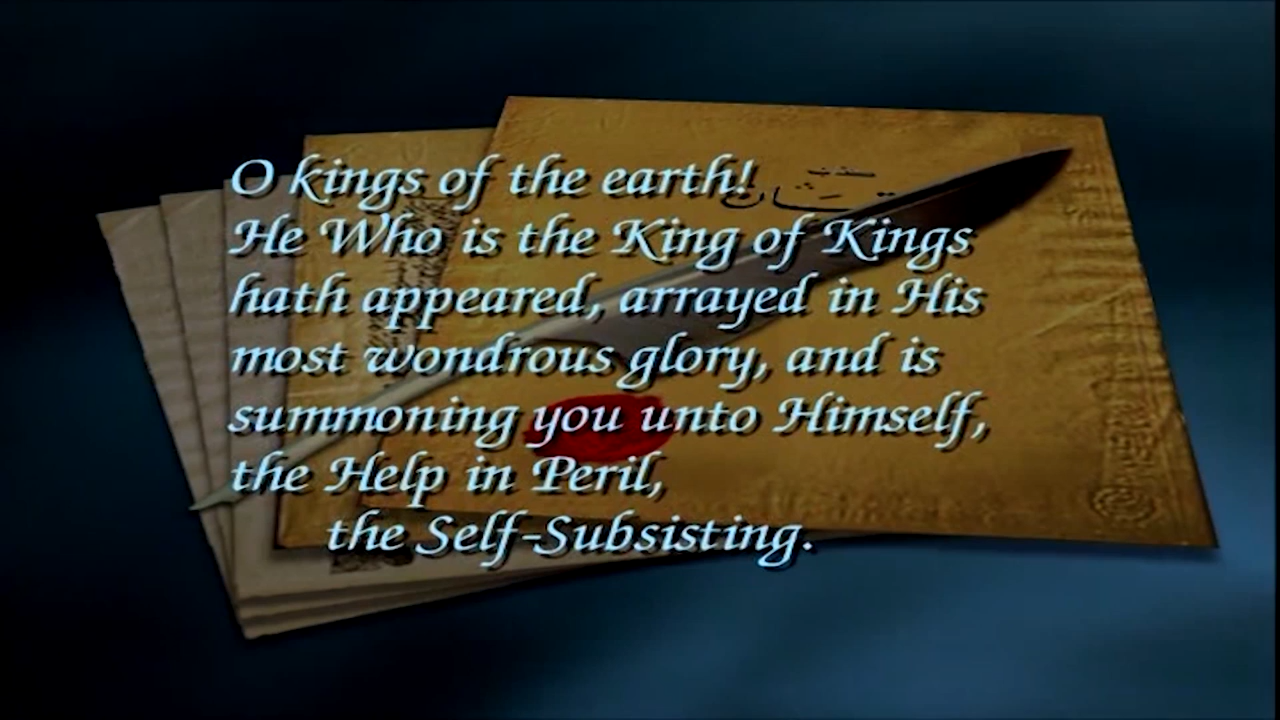 O kings of the earth!
He Who is the King of Kings
hath appeared, arrayed in His
most wondrous glory, and is
summoning you unto Himself,
the Help in Peril,
the Self-Subsisting.